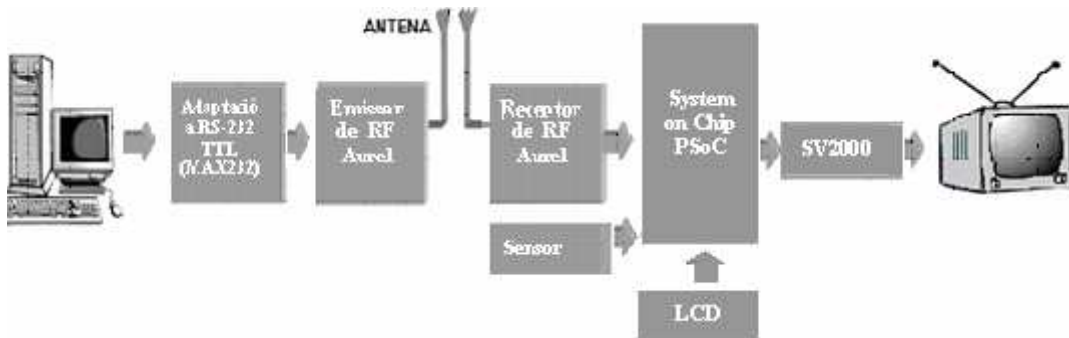 ANTENA
Adaptació
a RS-232
TTL
(MAX232)
Emissor
de RF
Aurel
Receptor
de RF
Aurel
System
on Chip
PSoC
SV2000
Sensor
LCD